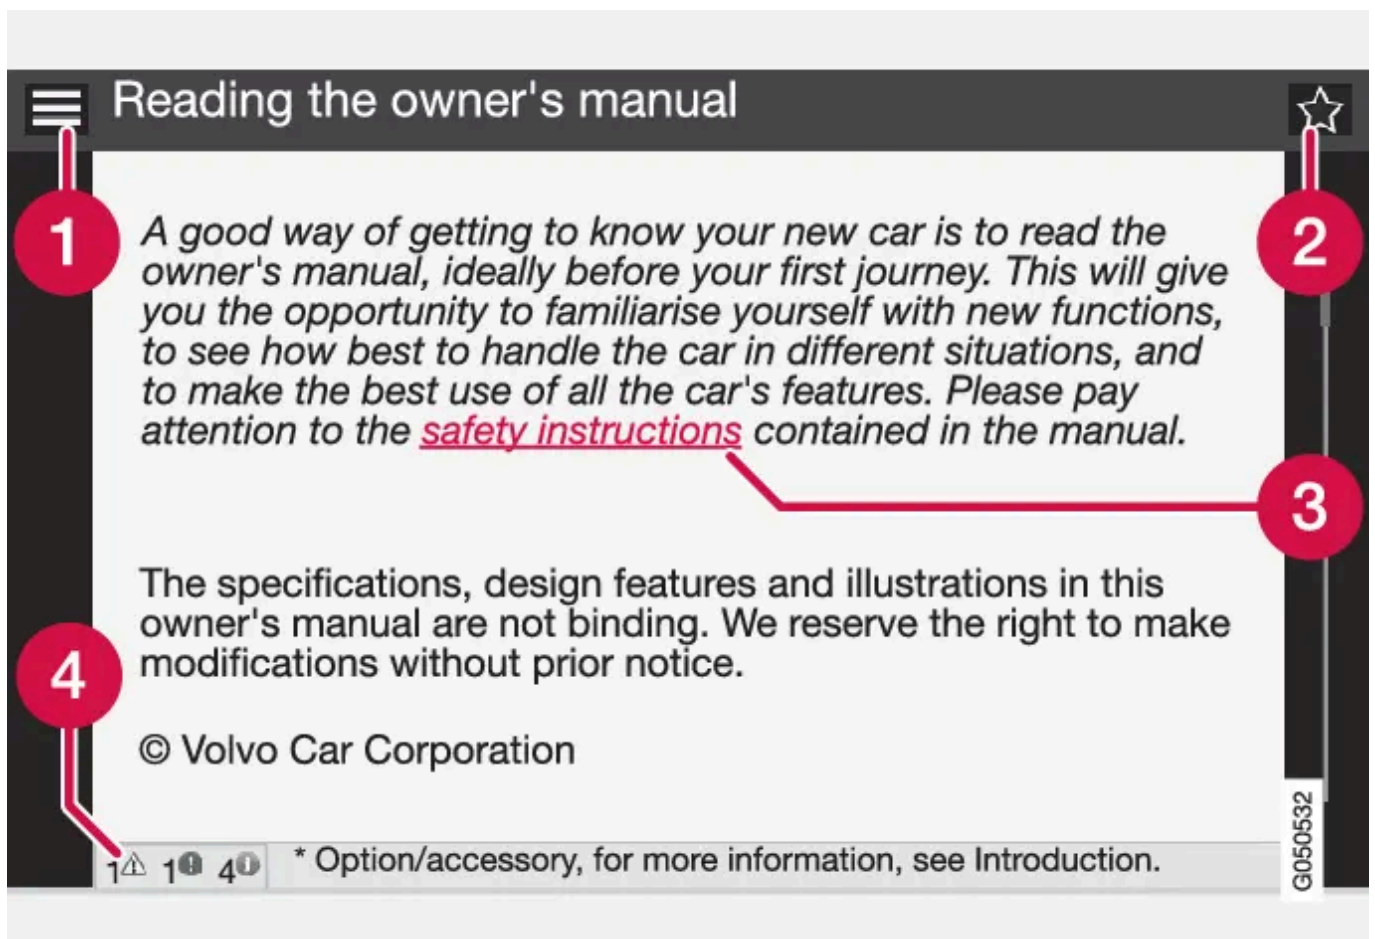 Reading the owner's manual
1
2
A good way of getting to know your new car is to read the
owner's manual, ideally before your first journey. This will give
you the opportunity to familiarise yourself with new functions,
to see how best to handle the car in different situations, and
to make the best use of all the car's features. Please pay
attention to the safety instructions contained in the manual.
3
The specifications, design features and illustrations in this
owner's manual are not binding. We reserve the right to make
modifications without prior notice.
4
© Volvo Car Corporation
1 1 4 * Option/accessory, for more information, see Introduction.
G050532